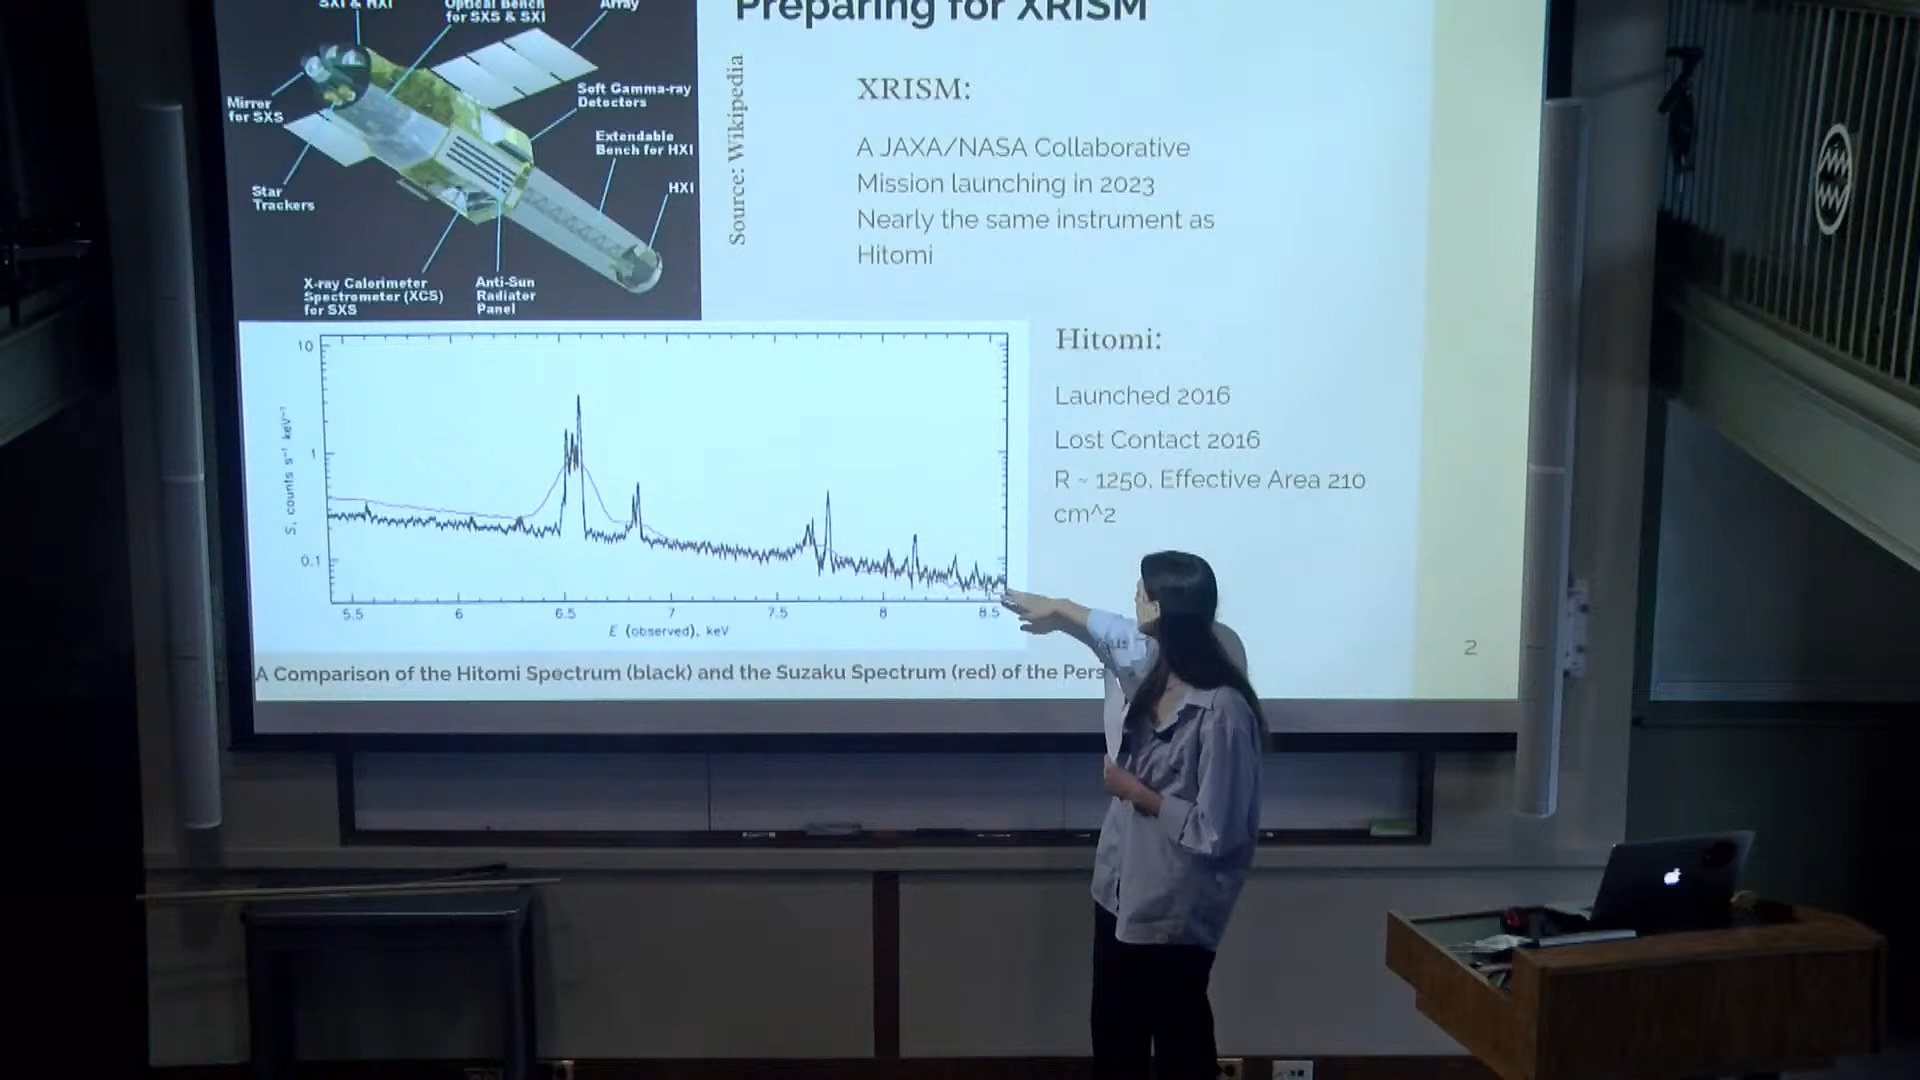 Preparing for XRISM
SXI & HXI
Optical Bench
for SXS & SXI
Array
Mirror
for SXS
Soft Gamma-ray
Detectors
Extendable
Bench for HXI
HXI
Star
Trackers
X-ray Calorimeter
Spectrometer (XCS)
for SXS
Anti-Sun
Radiator
Panel
Source: Wikipedia
XRISM:
A JAXA/NASA Collaborative
Mission launching in 2023
Nearly the same instrument as
Hitomi
Hitomi:
Launched 2016
Lost Contact 2016
R ~ 1250, Effective Area 210
cm^2
10
1
0.1
S, counts s⁻¹ keV⁻¹
5.5 6 6.5 7 7.5 8 8.5
E (observed), keV
A Comparison of the Hitomi Spectrum (black) and the Suzaku Spectrum (red) of the Pers
2